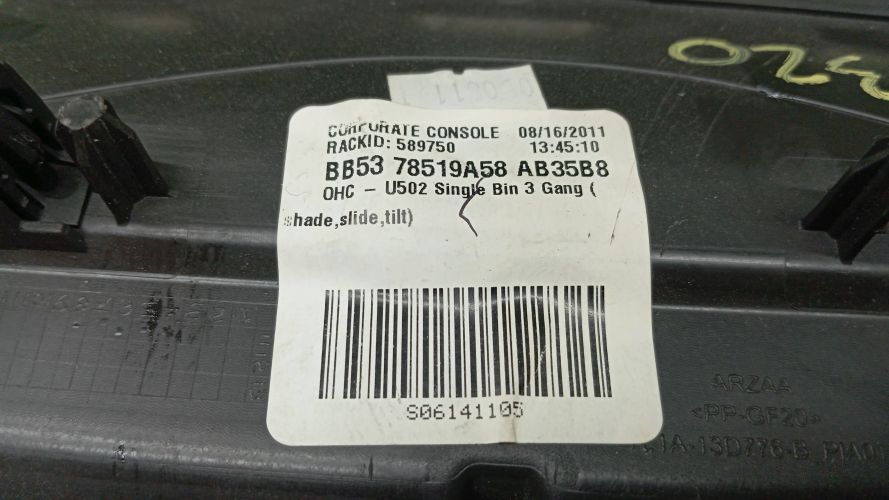 CORPORATE CONSOLE 08/16/2011
RACKID: 589750 13:45:10
BB53 78519A58 AB35B8
OHC - U502 Single Bin 3 Gang (
shade,slide,tilt)
S06141105
ARZAA
>PP-GF20<